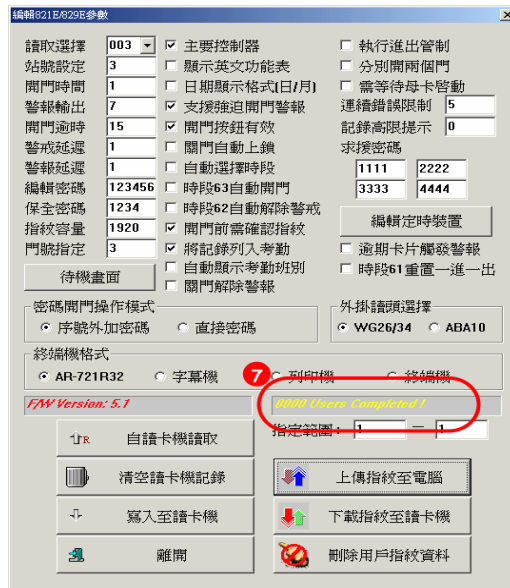 編輯821E/829E參數
讀取選擇 003 主要控制器 執行進出管制
站號設定 3 顯示英文功能表 分別開兩個門
開門時間 1 日期顯示格式(日/月) 需等待母卡啓動
警報輸出 7 支援強迫開門警報 連續錯誤限制 5
開門逾時 15 開門按鈕有效 記錄高限提示 0
警戒延遲 1 關門自動上鎖 求援密碼
警報延遲 1 自動選擇時段 1111 2222
編輯密碼 123456 時段63自動開門 3333 4444
保全密碼 1234 時段62自動解除警戒 編輯定時裝置
指紋容量 1920 開門前需確認指紋
門號指定 3 將記錄列入考勤 逾期卡片觸發警報
待機畫面 自動顯示考勤班別 時段61重置一進一出
關門解除警報
密碼開門操作模式 外掛讀頭選擇
序號外加密碼 直接密碼 WG26/34 ABA10
終端機格式
AR-721R32 字幕機 7 列印機 終端機
F/W Version: 5.1 0000 Users Completed !
R 自讀卡機讀取 指定範圍: 1 — 1
清空讀卡機記錄 上傳指紋至電腦
寫入至讀卡機 下載指紋至讀卡機
離開 刪除用戶指紋資料